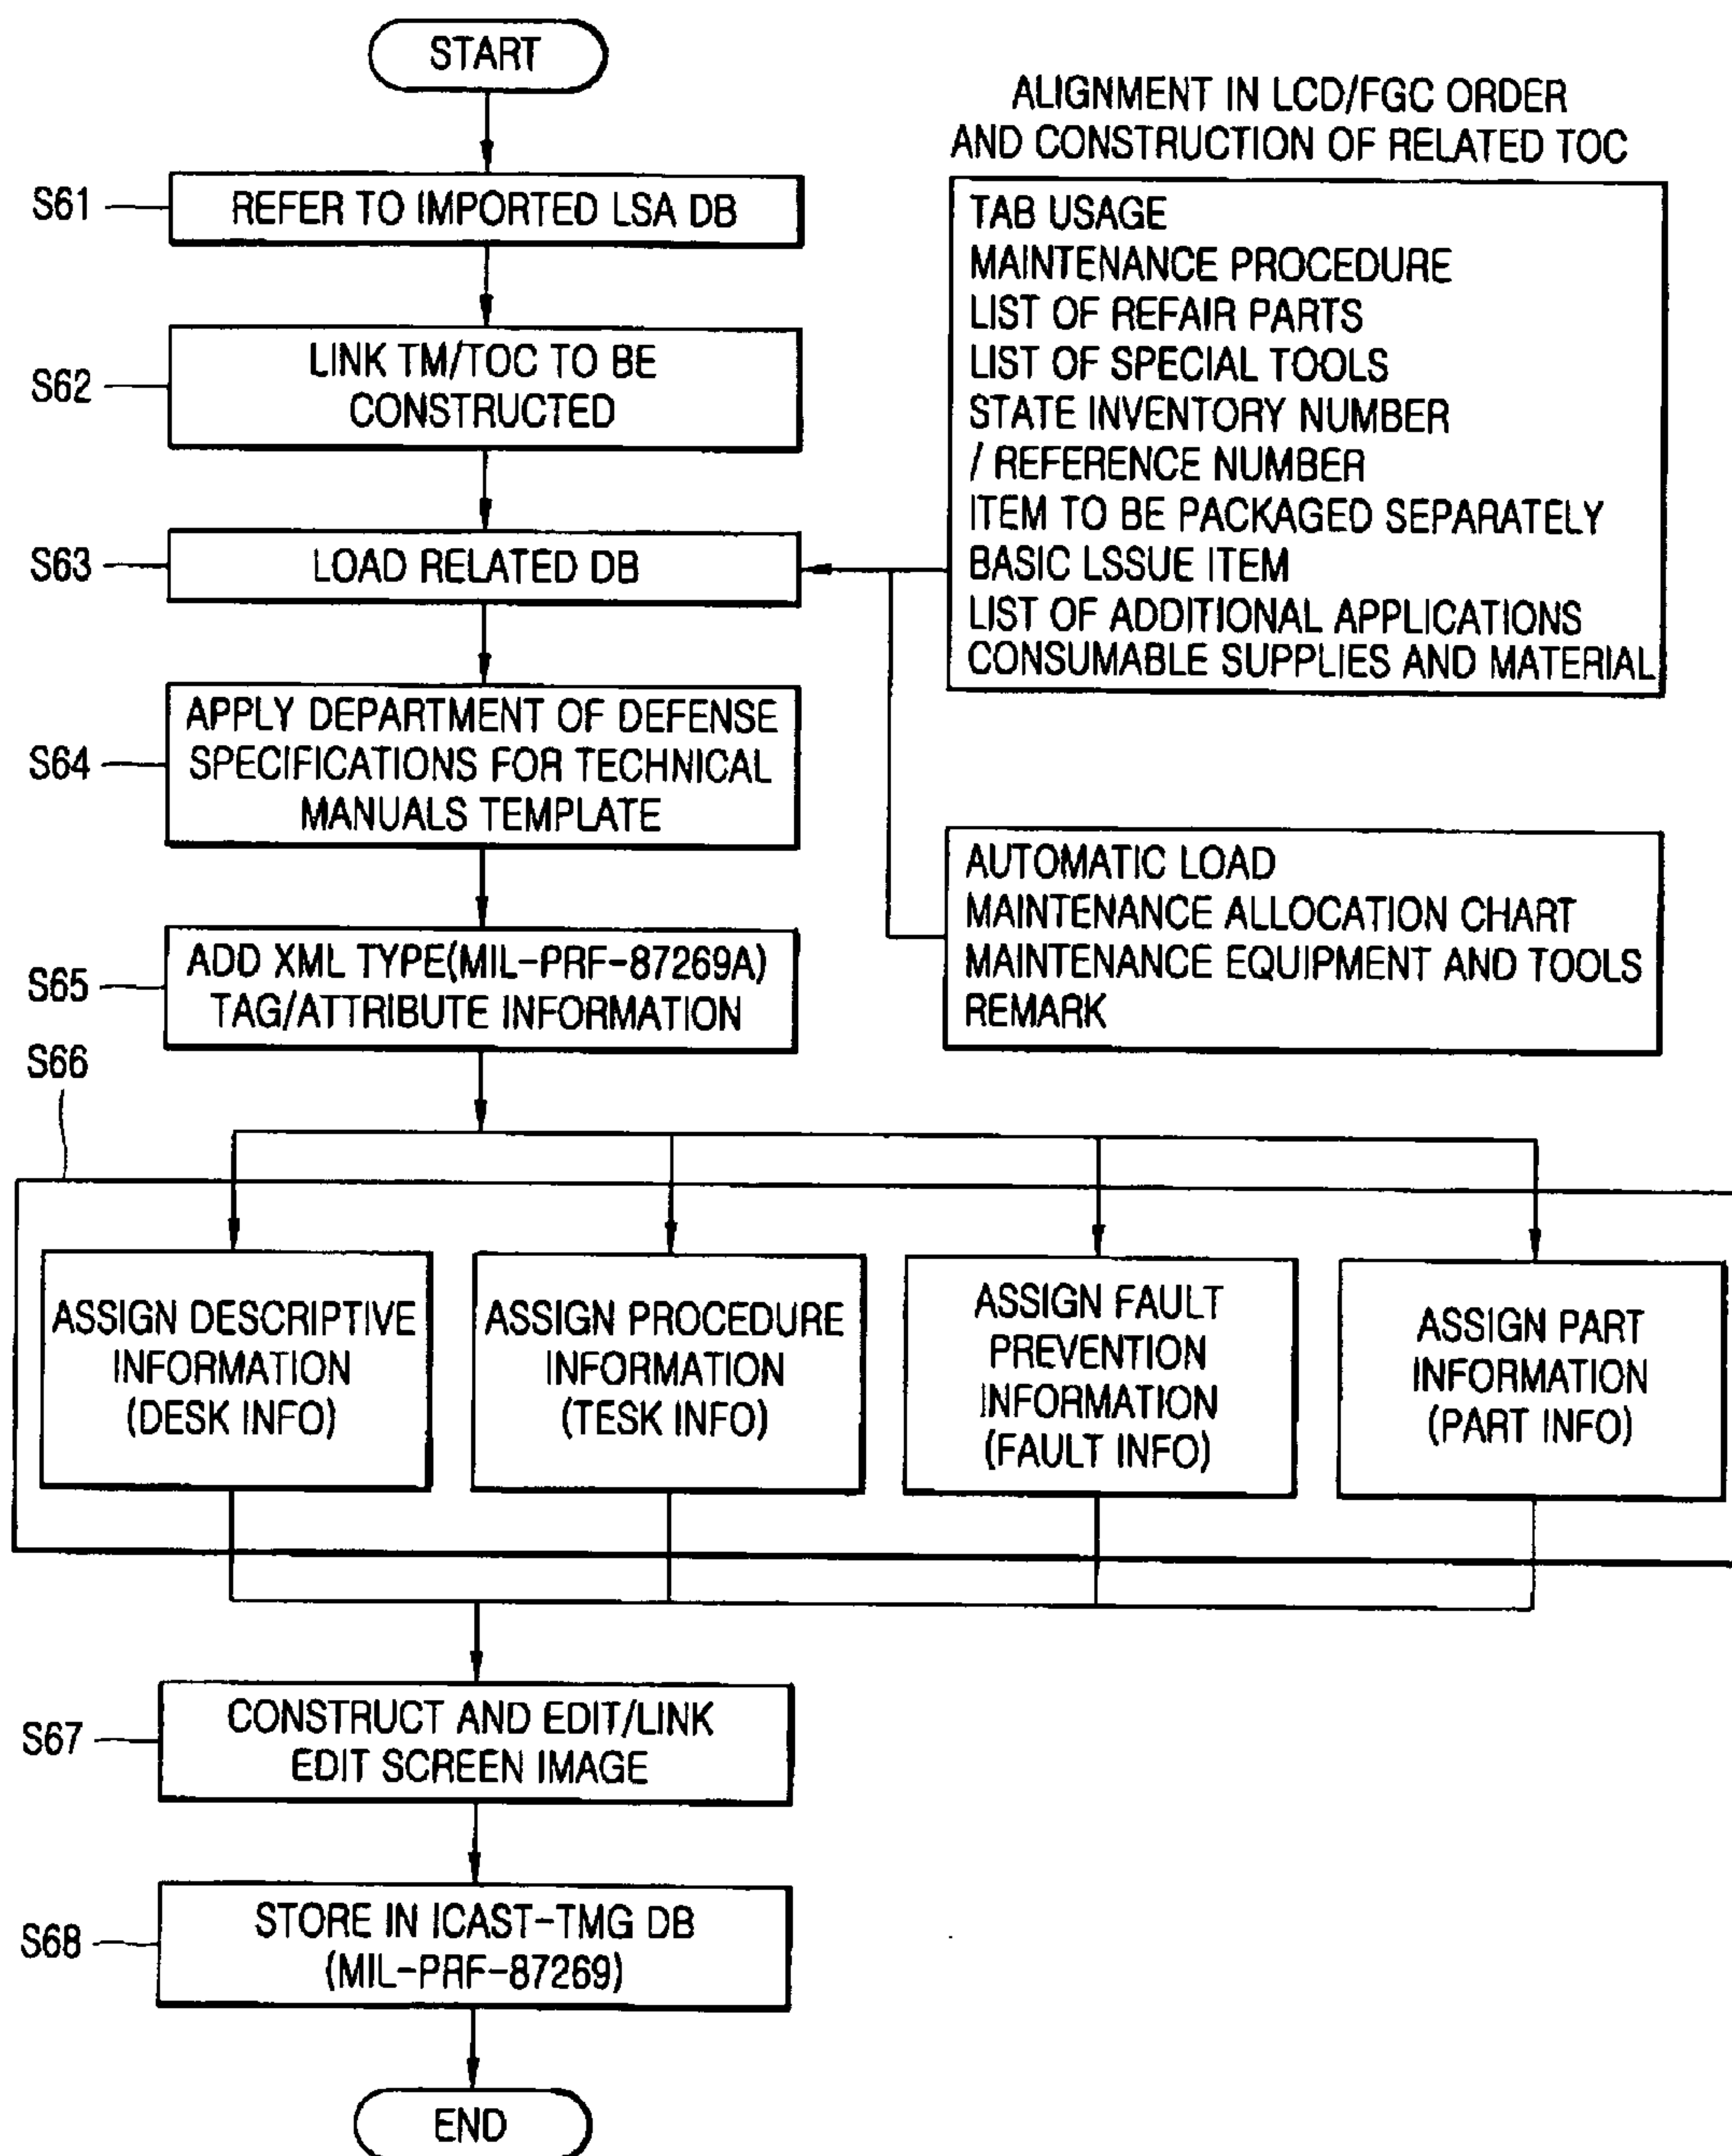 START
S61
REFER TO IMPORTED LSA DB
S62
LINK TM/TOC TO BE
CONSTRUCTED
S63
LOAD RELATED DB
S64
APPLY DEPARTMENT OF DEFENSE
SPECIFICATIONS FOR TECHNICAL
MANUALS TEMPLATE
S65
ADD XML TYPE(MIL-PRF-87269A)
TAG/ATTRIBUTE INFORMATION
ALIGNMENT IN LCD/FGC ORDER
AND CONSTRUCTION OF RELATED TOC
TAB USAGE
MAINTENANCE PROCEDURE
LIST OF REFAIR PARTS
LIST OF SPECIAL TOOLS
STATE INVENTORY NUMBER
/ REFERENCE NUMBER
ITEM TO BE PACKAGED SEPARATELY
BASIC LSSUE ITEM
LIST OF ADDITIONAL APPLICATIONS
CONSUMABLE SUPPLIES AND MATERIAL
AUTOMATIC LOAD
MAINTENANCE ALLOCATION CHART
MAINTENANCE EQUIPMENT AND TOOLS
REMARK
S66
ASSIGN DESCRIPTIVE
INFORMATION
(DESK INFO)
ASSIGN PROCEDURE
INFORMATION
(TESK INFO)
ASSIGN FAULT
PREVENTION
INFORMATION
(FAULT INFO)
ASSIGN PART
INFORMATION
(PART INFO)
S67
CONSTRUCT AND EDIT/LINK
EDIT SCREEN IMAGE
S68
STORE IN ICAST-TMG DB
(MIL-PRF-87269)
END